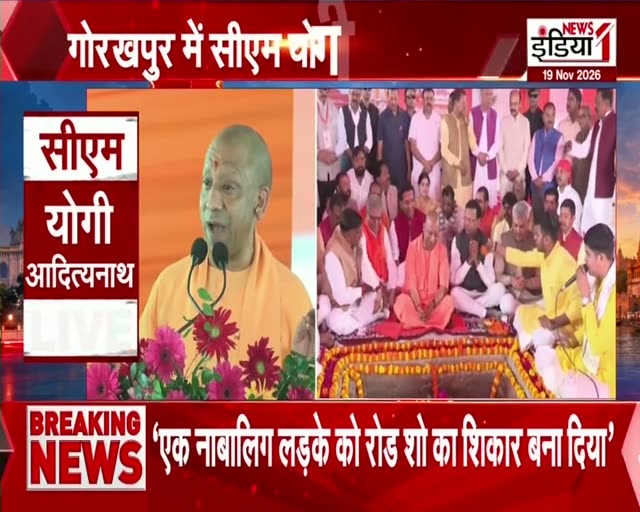 गोरखपुर में सीएम योग
NEWS
इंडिया 1
19 Nov 2026
सीएम
योगी
आदित्यनाथ
LIVE
BREAKING
NEWS
‘एक नाबालिग लड़के को रोड शो का शिकार बना दिया’